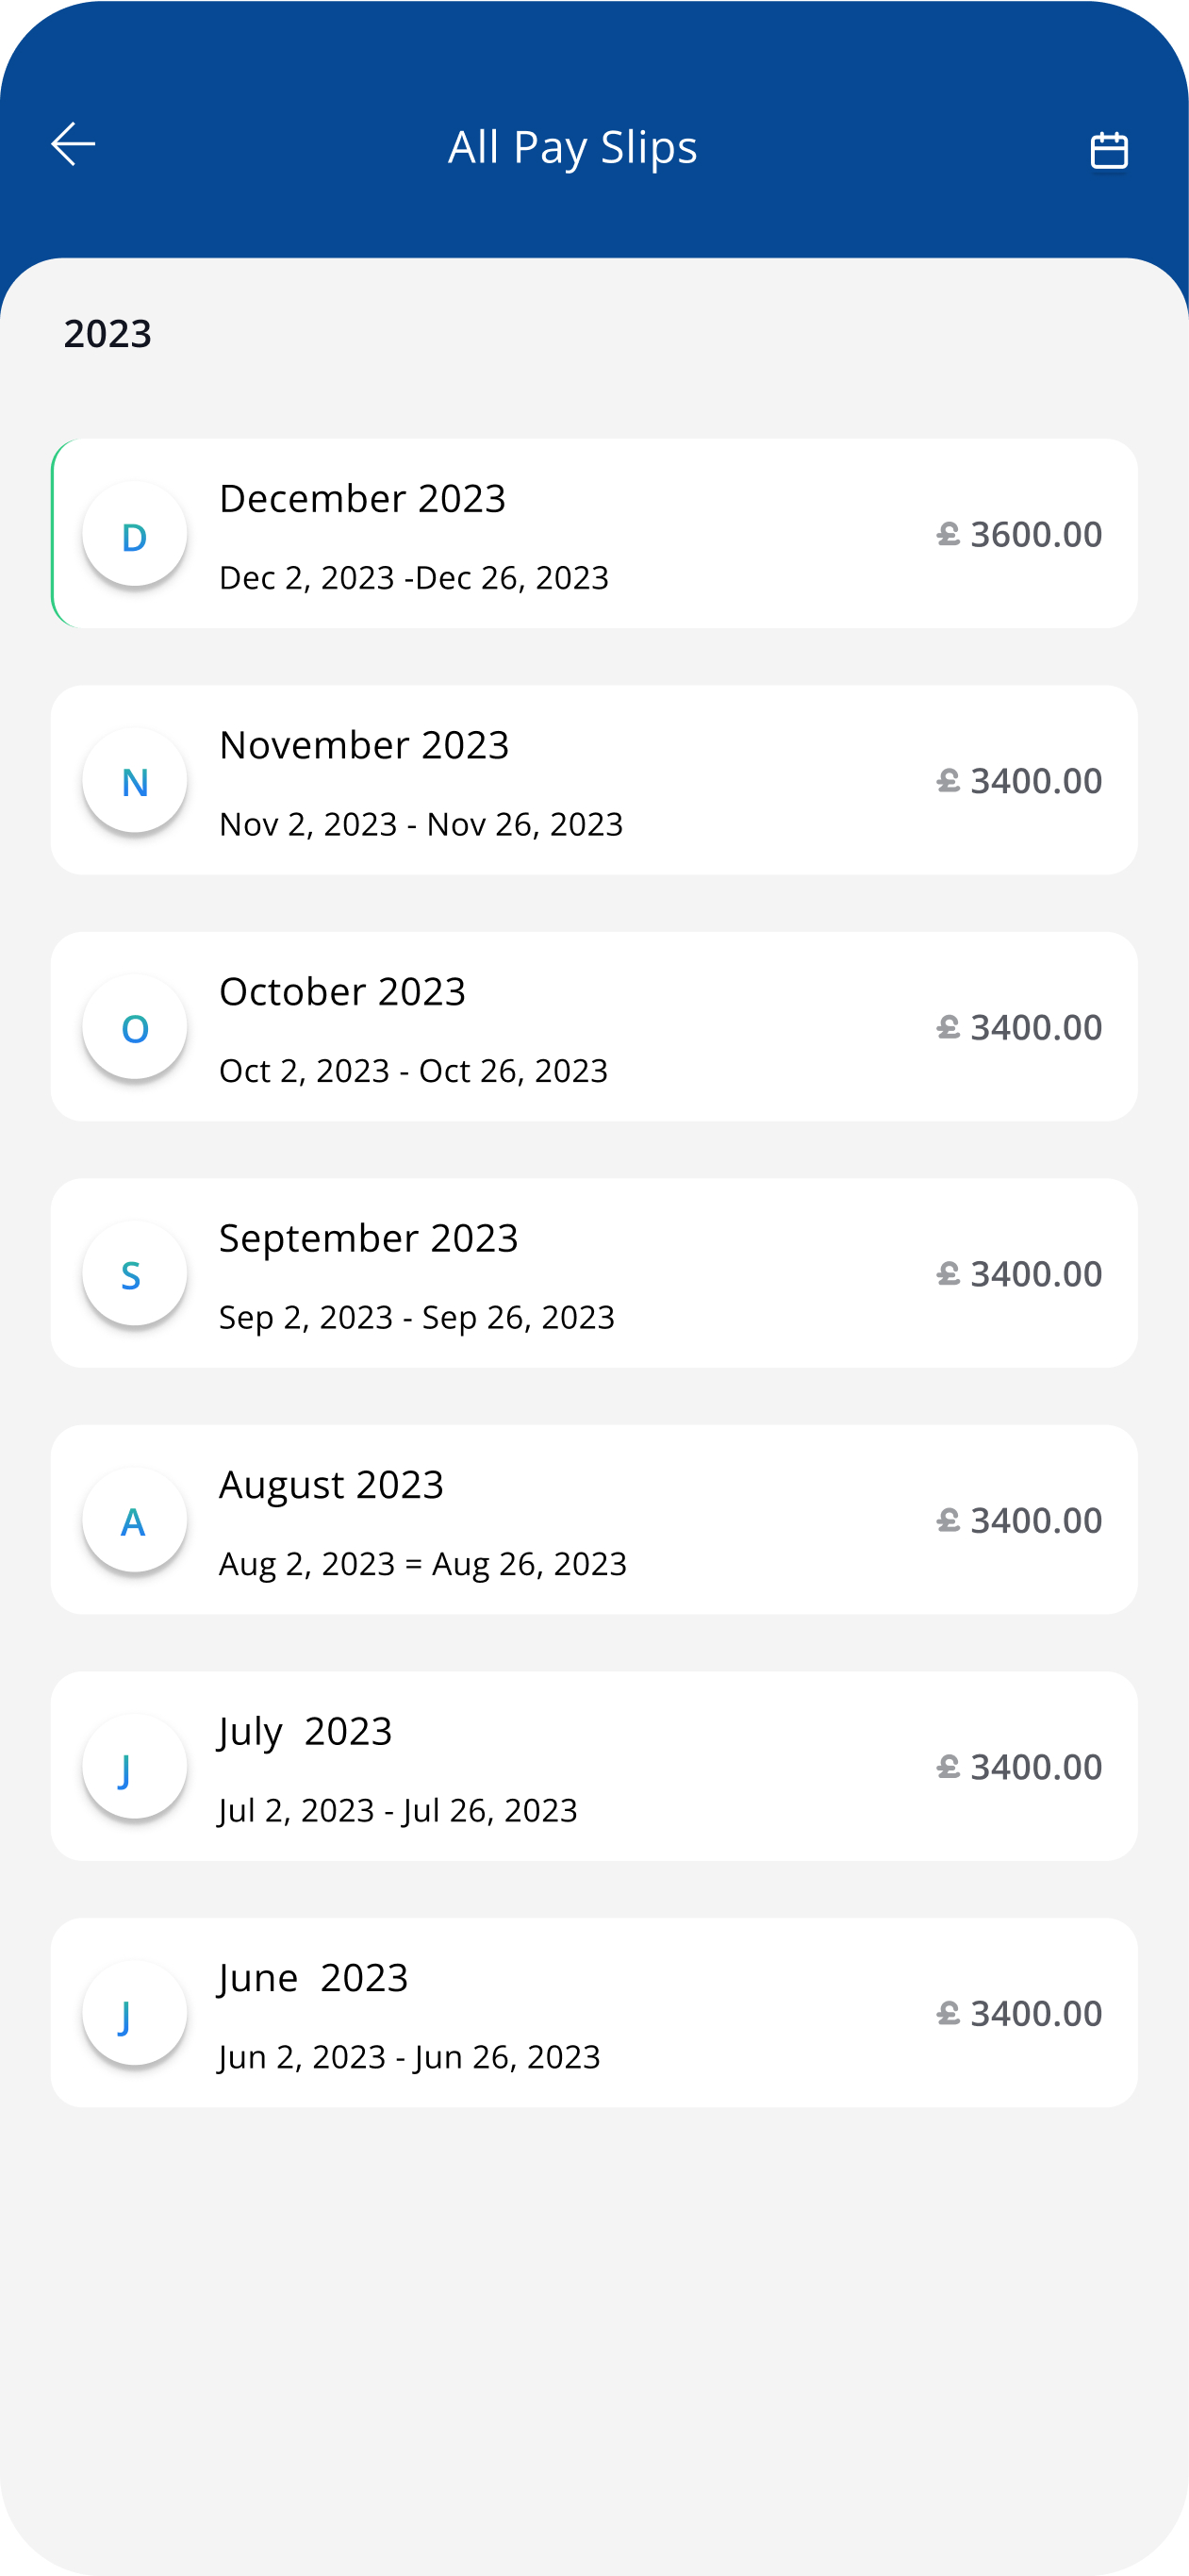 All Pay Slips
2023
December 2023
D
£ 3600.00
Dec 2, 2023 -Dec 26, 2023
November 2023
N
£ 3400.00
Nov 2, 2023 - Nov 26, 2023
October 2023
O
£ 3400.00
Oct 2, 2023 - Oct 26, 2023
September 2023
S
£ 3400.00
Sep 2, 2023 - Sep 26, 2023
August 2023
A
£ 3400.00
Aug 2, 2023 = Aug 26, 2023
July  2023
J
£ 3400.00
Jul 2, 2023 - Jul 26, 2023
June  2023
J
£ 3400.00
Jun 2, 2023 - Jun 26, 2023